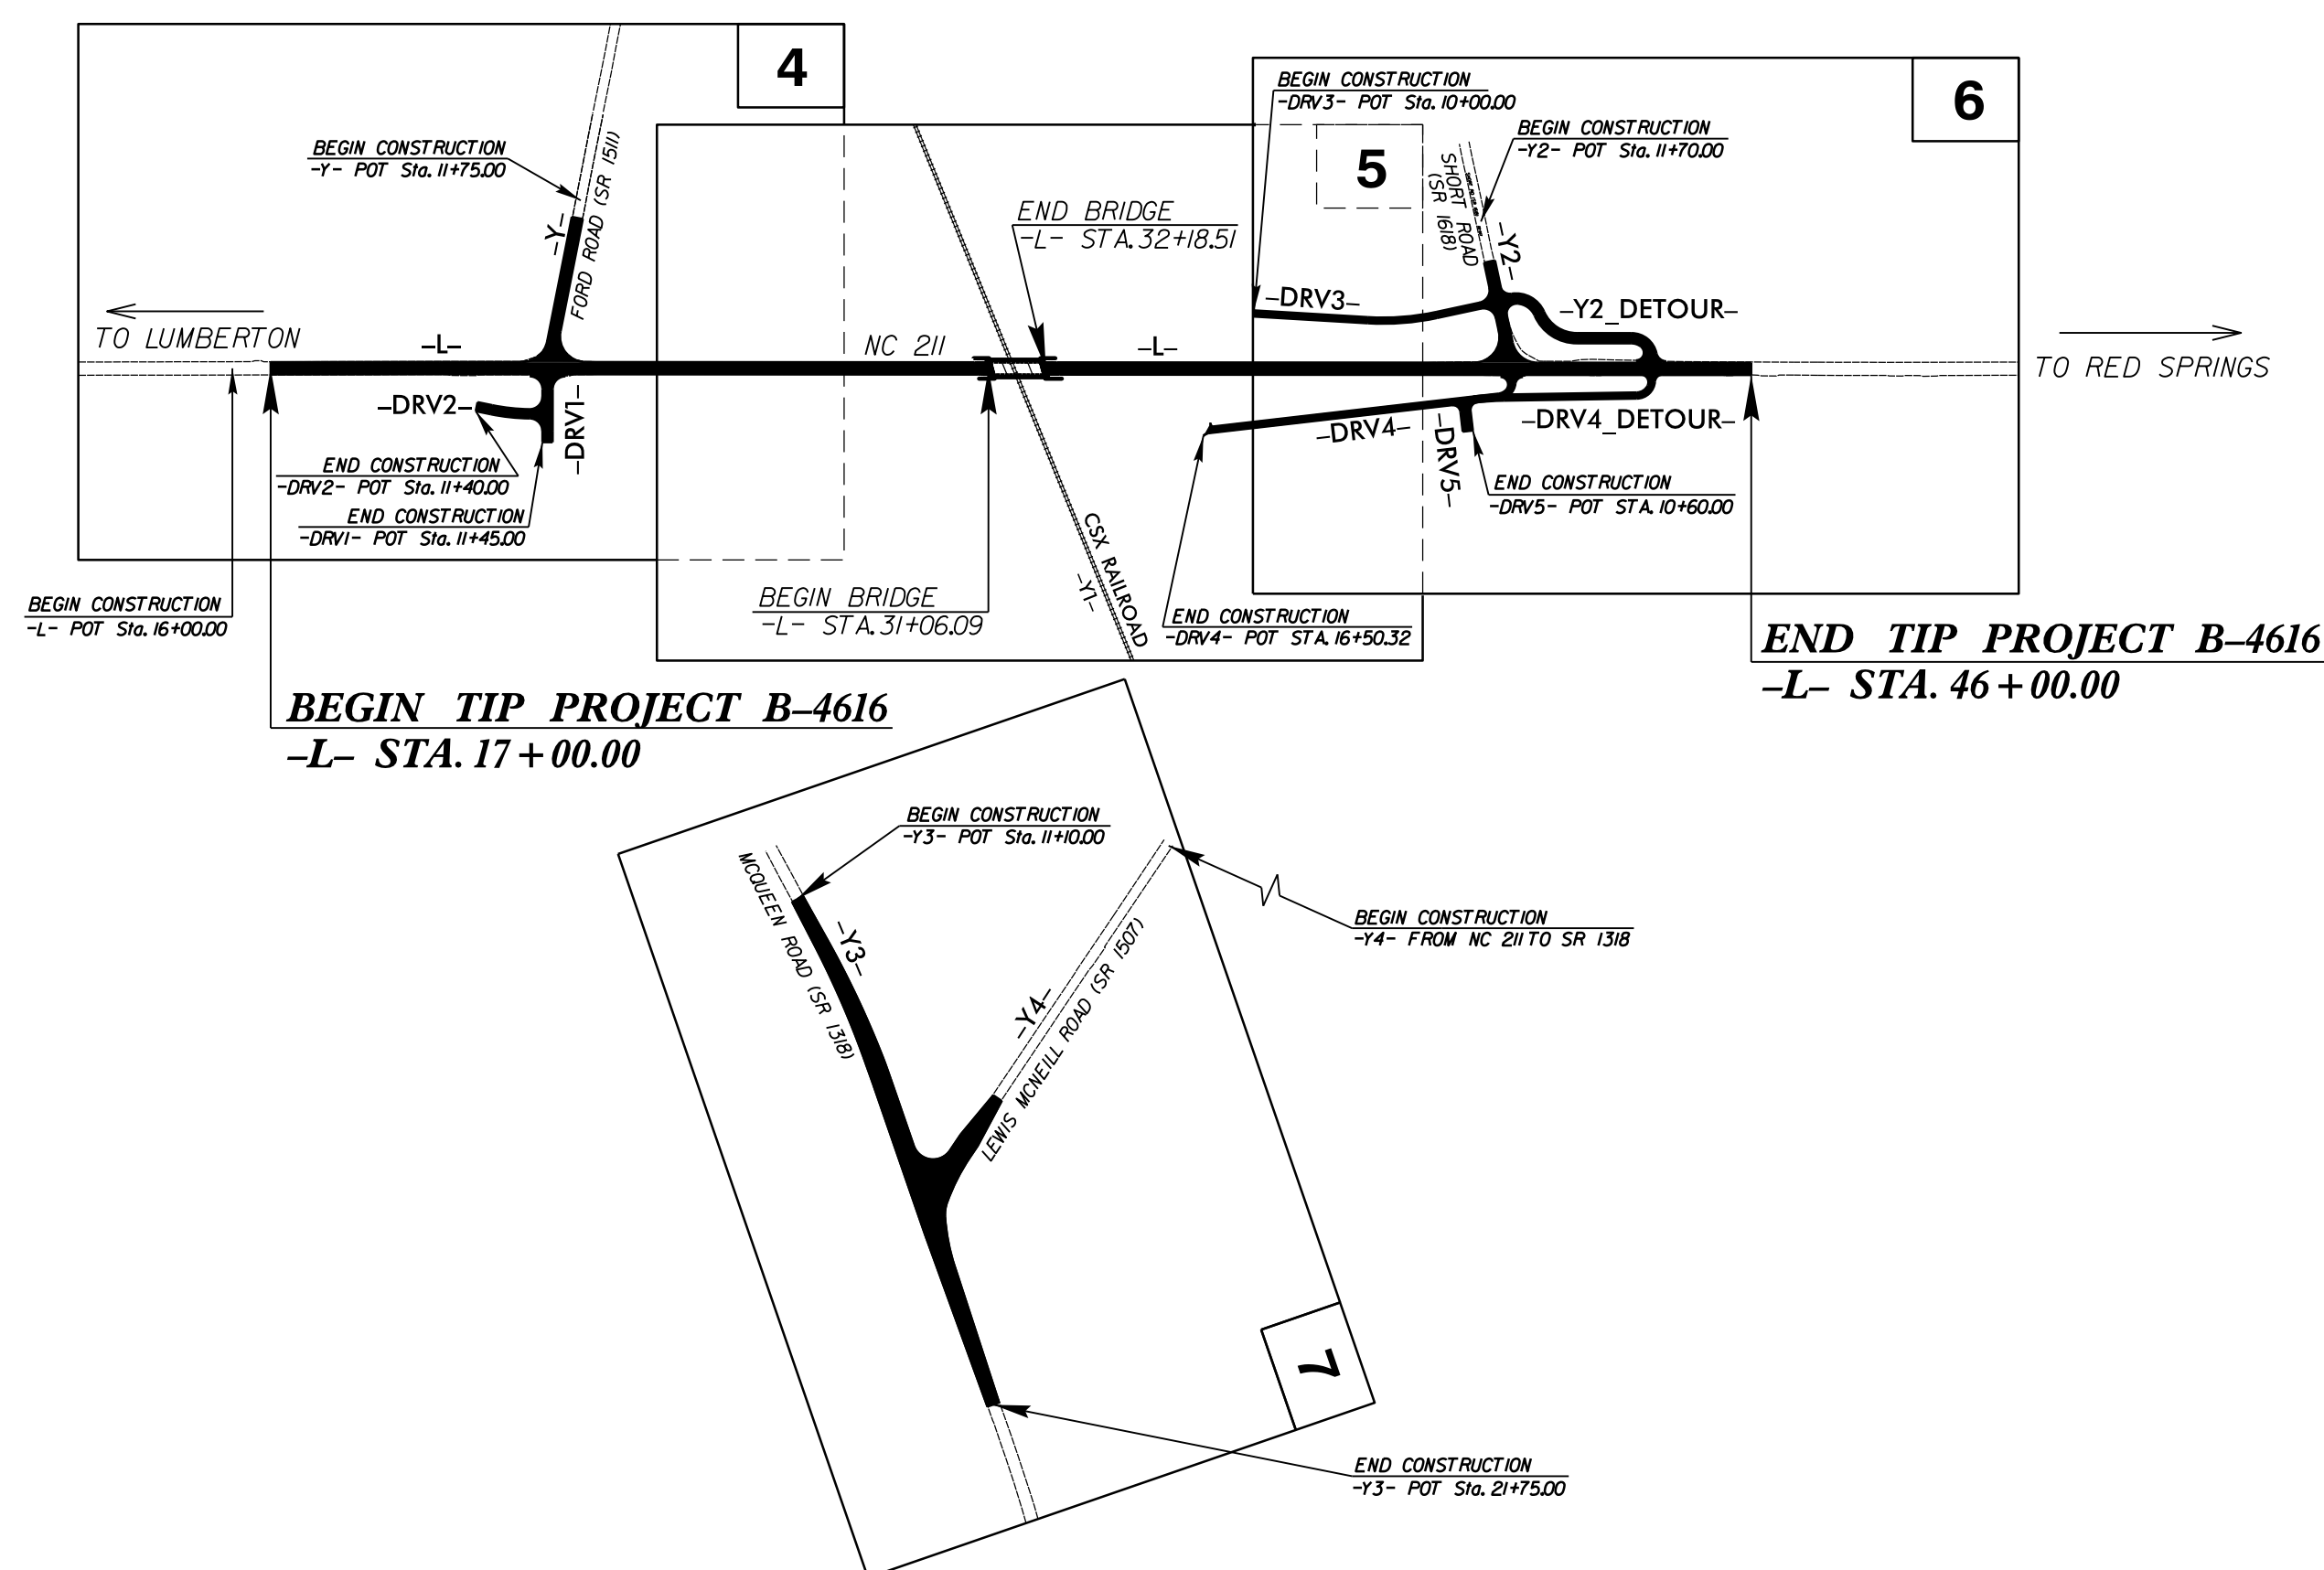 4
6
5
BEGIN CONSTRUCTION
-Y- POT Sta. 11+75.00
FORD ROAD (SR 1511)
-Y-
BEGIN CONSTRUCTION
-DRV3- POT Sta. 10+00.00
BEGIN CONSTRUCTION
-Y2- POT Sta. 11+70.00
SHORT ROAD
(SR 1618)
-Y2-
END BRIDGE
-L- STA. 32+18.51
-DRV3-
-Y2_DETOUR-
TO LUMBERTON
-L-
NC 211
-L-
TO RED SPRINGS
-DRV2-
-DRV1-
-DRV4-
-DRV5-
-DRV4_DETOUR-
END CONSTRUCTION
-DRV2- POT Sta. 11+40.00
END CONSTRUCTION
-DRV1- POT Sta. 11+45.00
END CONSTRUCTION
-DRV5- POT STA. 10+60.00
CSX RAILROAD
-Y1-
BEGIN CONSTRUCTION
-L- POT Sta. 16+00.00
BEGIN BRIDGE
-L- STA. 31+06.09
END CONSTRUCTION
-DRV4- POT STA. 16+50.32
END TIP PROJECT B-4616
-L- STA. 46+00.00
BEGIN TIP PROJECT B-4616
-L- STA. 17+00.00
BEGIN CONSTRUCTION
-Y3- POT Sta. 11+10.00
MCQUEEN ROAD (SR 1318)
-Y3-
BEGIN CONSTRUCTION
-Y4- FROM NC 211 TO SR 1318
-Y4-
LEWIS MCNEILL ROAD (SR 1507)
7
END CONSTRUCTION
-Y3- POT Sta. 21+75.00